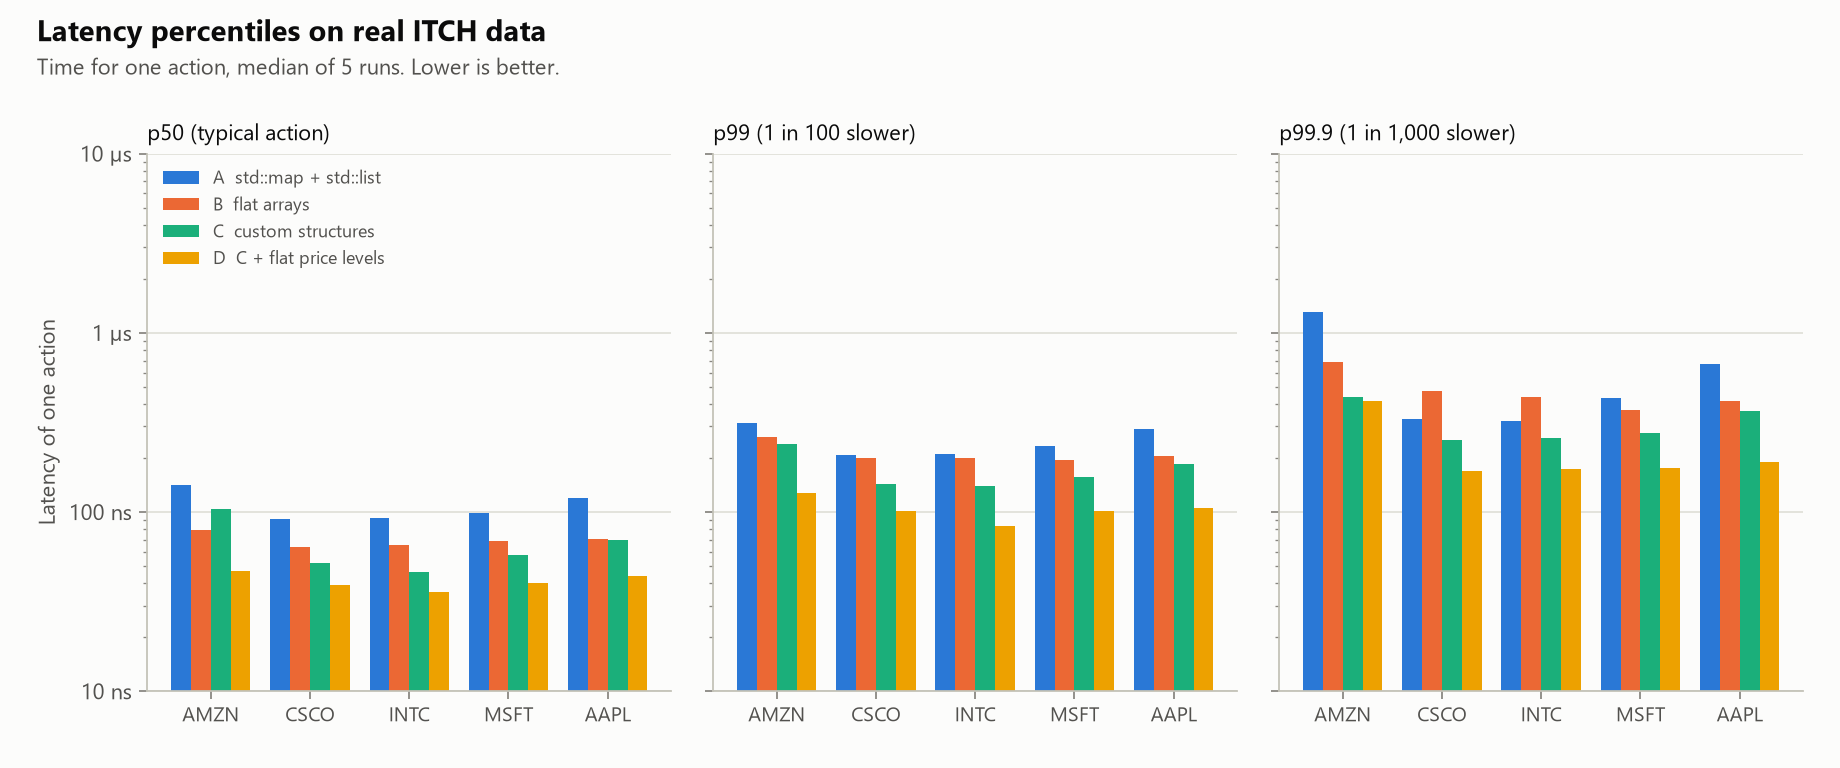 Latency percentiles on real ITCH data
Time for one action, median of 5 runs. Lower is better.
p50 (typical action)
p99 (1 in 100 slower)
p99.9 (1 in 1,000 slower)
10 µs
1 µs
100 ns
10 ns
Latency of one action
A std::map + std::list
B flat arrays
C custom structures
D C + flat price levels
AMZN CSCO INTC MSFT AAPL
AMZN CSCO INTC MSFT AAPL
AMZN CSCO INTC MSFT AAPL